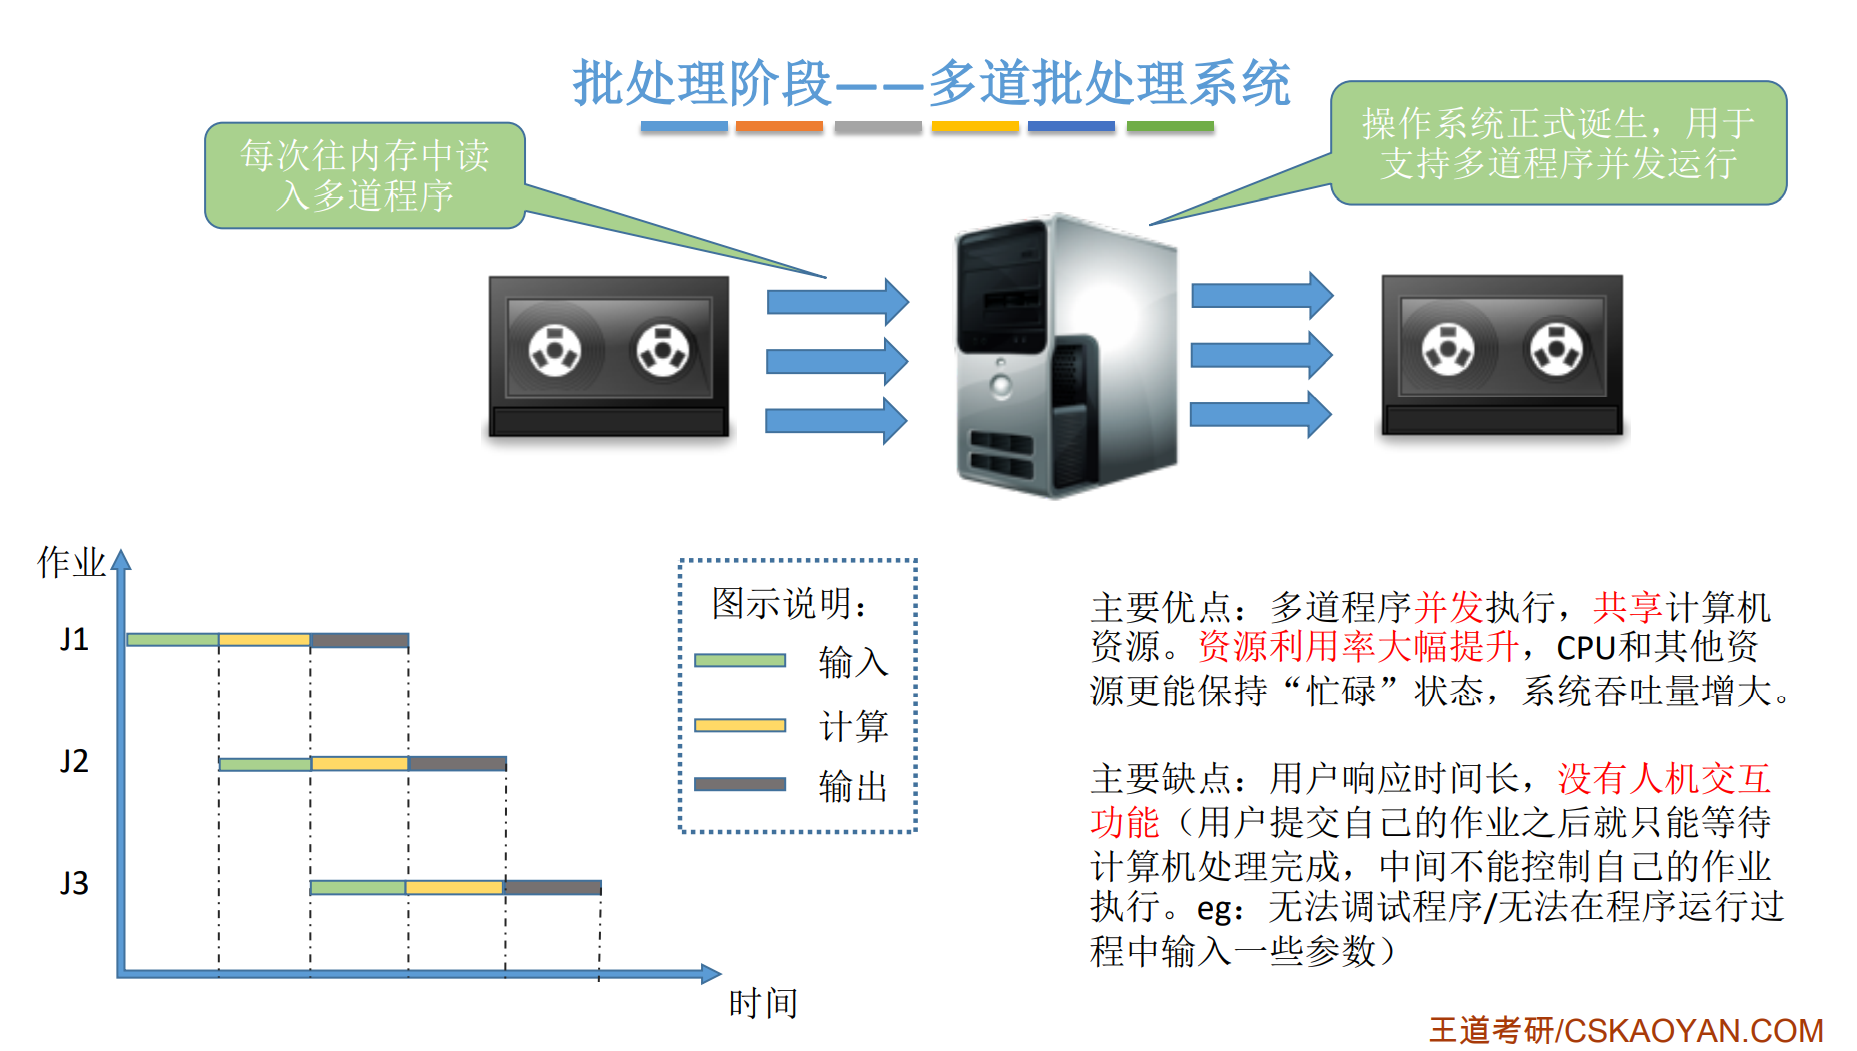 批处理阶段——多道批处理系统
每次往内存中读
入多道程序
操作系统正式诞生，用于
支持多道程序并发运行
作业
J1
J2
J3
时间
图示说明：
输入
计算
输出
主要优点：多道程序并发执行，共享计算机
资源。资源利用率大幅提升，CPU和其他资
源更能保持“忙碌”状态，系统吞吐量增大。
主要缺点：用户响应时间长，没有人机交互
功能（用户提交自己的作业之后就只能等待
计算机处理完成，中间不能控制自己的作业
执行。eg：无法调试程序/无法在程序运行过
程中输入一些参数）
王道考研/CSKAOYAN.COM